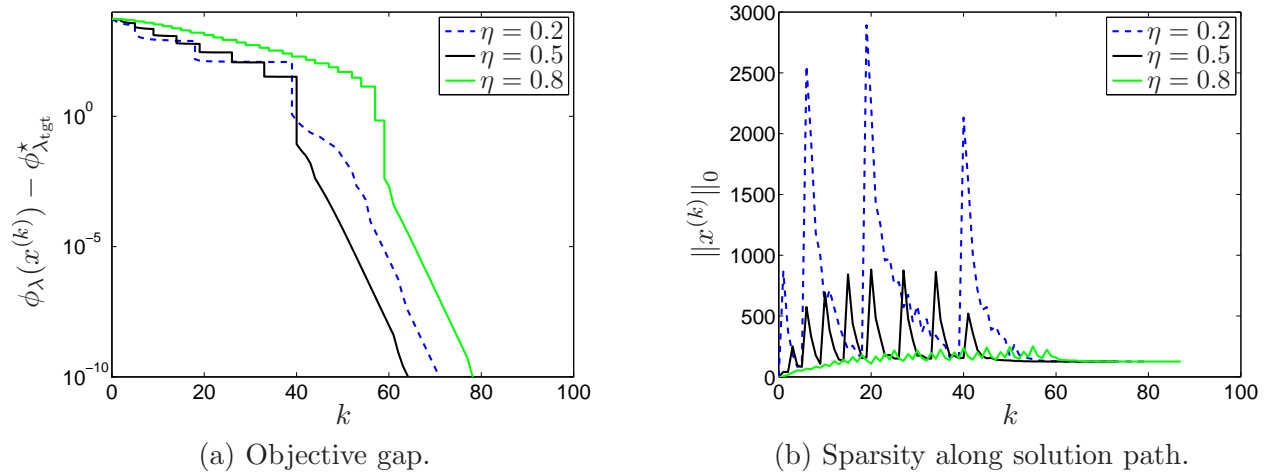 η = 0.2
η = 0.5
η = 0.8
10^0
10^{-5}
10^{-10}
0 20 40 60 80 100
k
ϕ_λ(x^{(k)}) − ϕ^⋆_{λ_tgt}
(a) Objective gap.
η = 0.2
η = 0.5
η = 0.8
3000
2500
2000
1500
1000
500
0
0 20 40 60 80 100
k
‖x^{(k)}‖_0
(b) Sparsity along solution path.